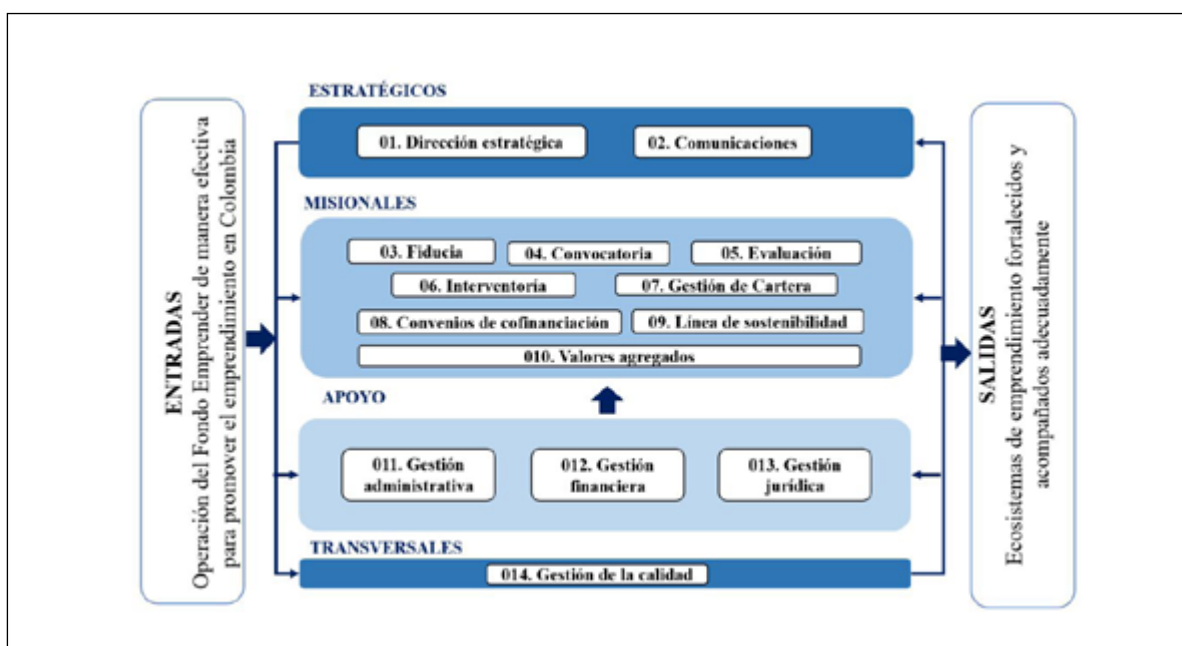 ENTRADAS
Operación del Fondo Emprender de manera efectiva
para promover el emprendimiento en Colombia
ESTRATÉGICOS
01. Dirección estratégica
02. Comunicaciones
MISIONALES
03. Fiducia
04. Convocatoria
05. Evaluación
06. Interventoría
07. Gestión de Cartera
08. Convenios de cofinanciación
09. Línea de sostenibilidad
010. Valores agregados
APOYO
011. Gestión
administrativa
012. Gestión
financiera
013. Gestión
jurídica
TRANSVERSALES
014. Gestión de la calidad
SALIDAS
Ecosistemas de emprendimiento fortalecidos y
acompañados adecuadamente